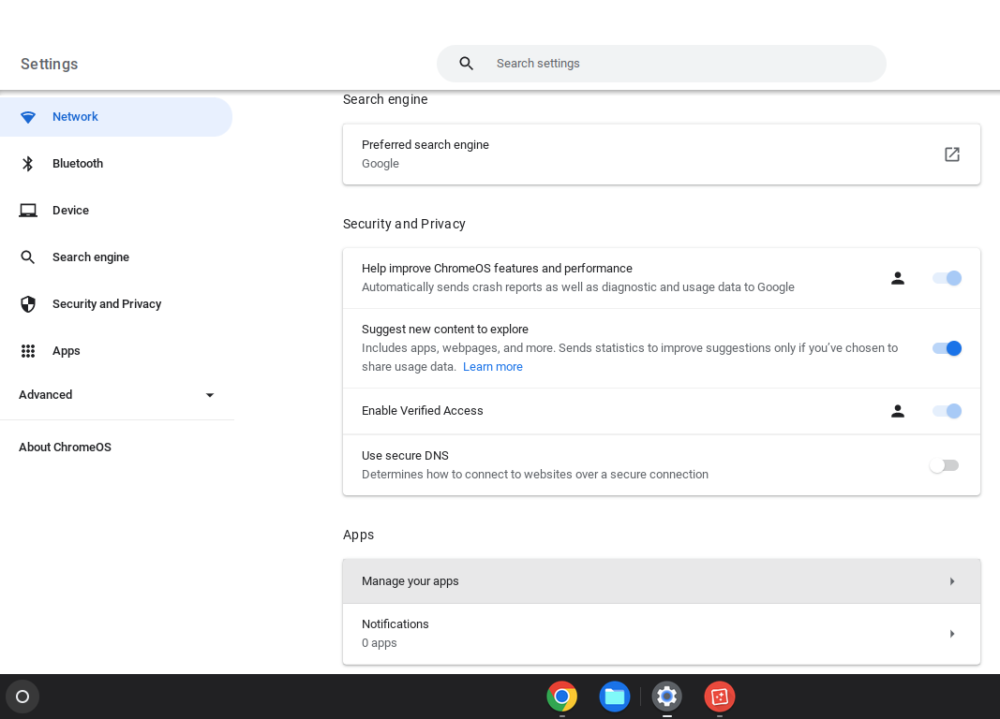 Settings
Search settings
Network
Bluetooth
Device
Search engine
Security and Privacy
Apps
Advanced
About ChromeOS
Search engine
Preferred search engine
Google
Security and Privacy
Help improve ChromeOS features and performance
Automatically sends crash reports as well as diagnostic and usage data to Google
Suggest new content to explore
Includes apps, webpages, and more. Sends statistics to improve suggestions only if you’ve chosen to
share usage data. Learn more
Enable Verified Access
Use secure DNS
Determines how to connect to websites over a secure connection
Apps
Manage your apps
Notifications
0 apps